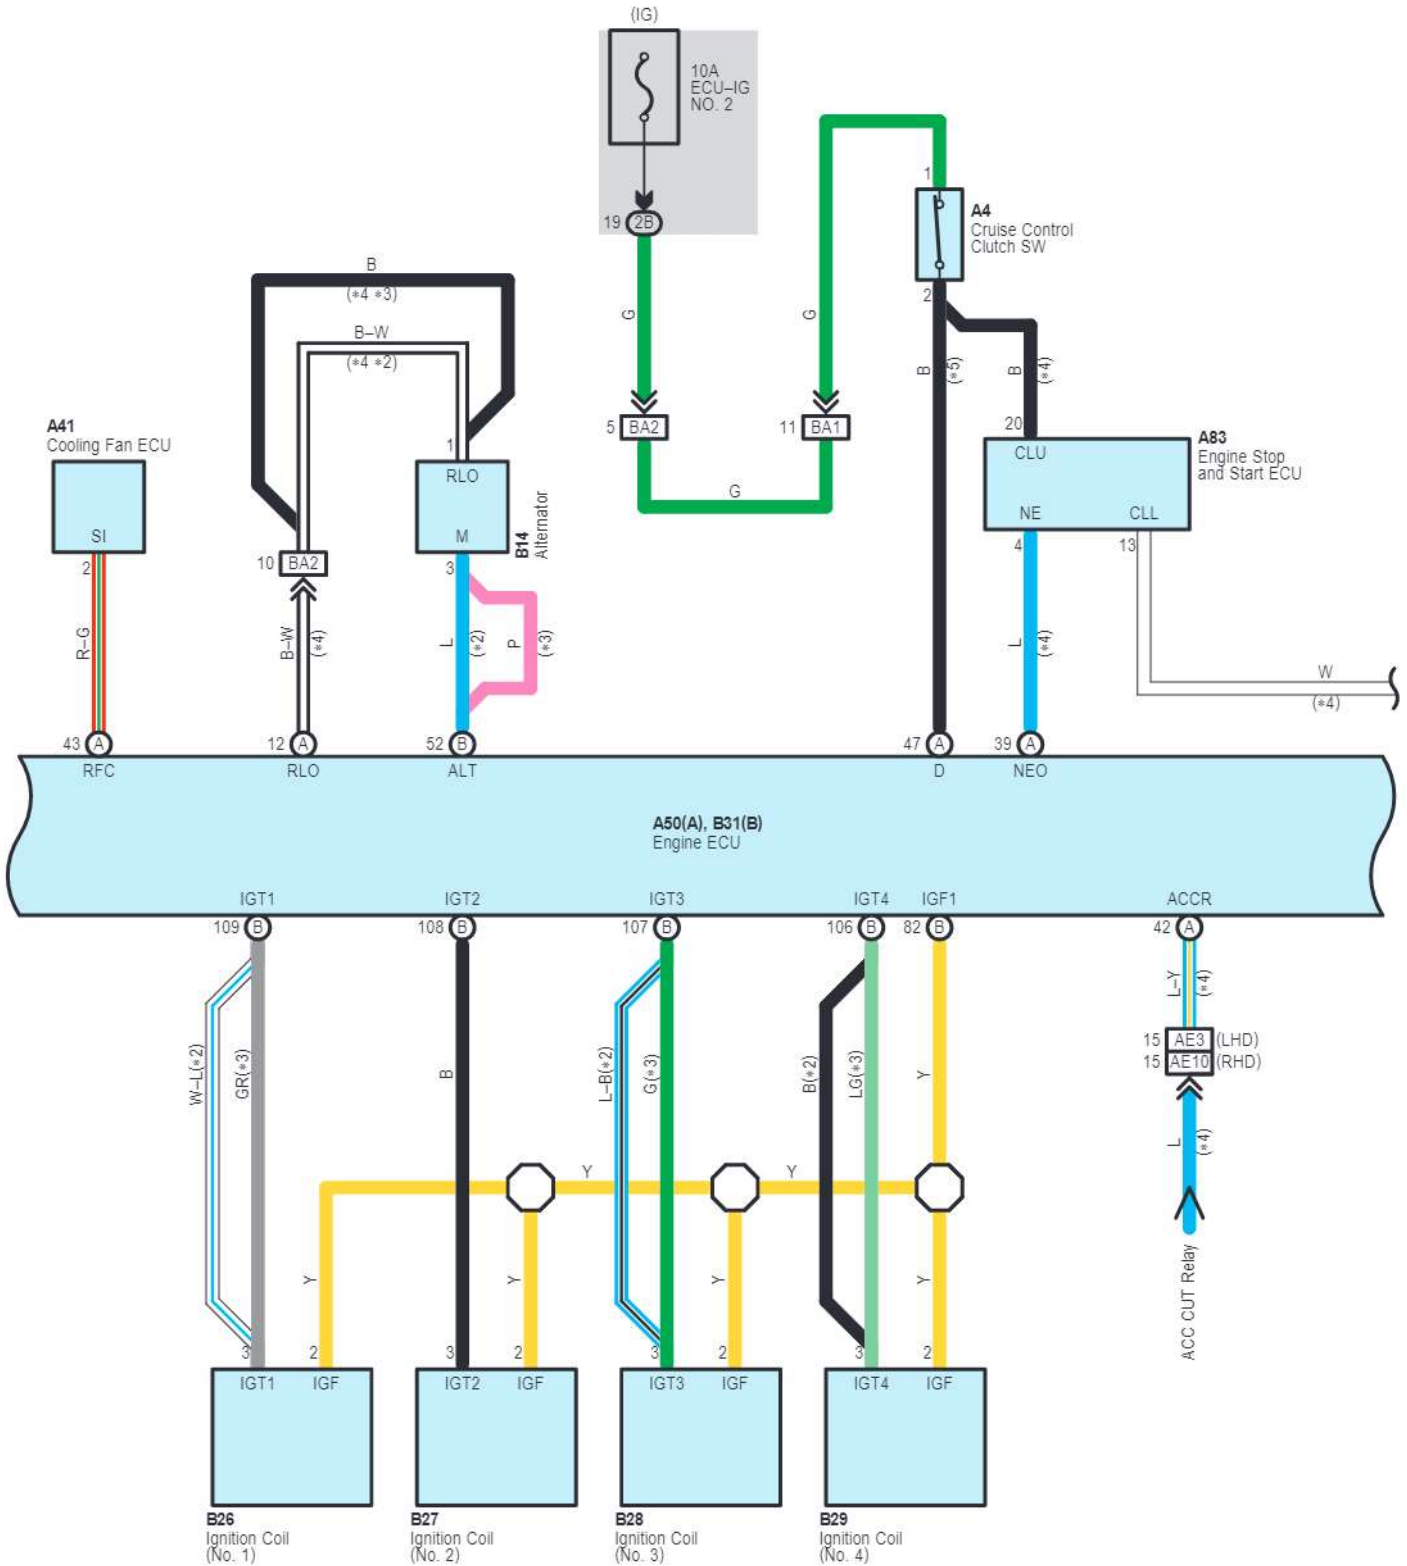 (IG)
10A
ECU–IG
NO. 2
19 2B
G
G
1
A4
Cruise Control
Clutch SW
2
B
(*4 *3)
B–W
(*4 *2)
B
(*5)
B
(*4)
A41
Cooling Fan ECU
1
5 BA2
11 BA1
20
A83
Engine Stop
and Start ECU
CLU
RLO
G
SI
M
B14
Alternator
NE
CLL
2
10 BA2
3
4
13
R–G
B–W
(*4)
L
(*2)
P
(*3)
L
(*4)
W
(*4)
43 A
12 A
52 B
47 A
39 A
RFC
RLO
ALT
D
NEO
A50(A), B31(B)
Engine ECU
IGT1
IGT2
IGT3
IGT4
IGF1
ACCR
109 B
108 B
107 B
106 B
82 B
42 A
L–Y
(*4)
15 AE3 (LHD)
15 AE10 (RHD)
W–L(*2)
GR(*3)
B
L–B(*2)
G(*3)
B(*2)
LG(*3)
Y
L
(*4)
Y
Y
Y
Y
Y
Y
ACC CUT Relay
3
2
3
2
3
2
3
2
IGT1
IGF
IGT2
IGF
IGT3
IGF
IGT4
IGF
B26
Ignition Coil
(No. 1)
B27
Ignition Coil
(No. 2)
B28
Ignition Coil
(No. 3)
B29
Ignition Coil
(No. 4)